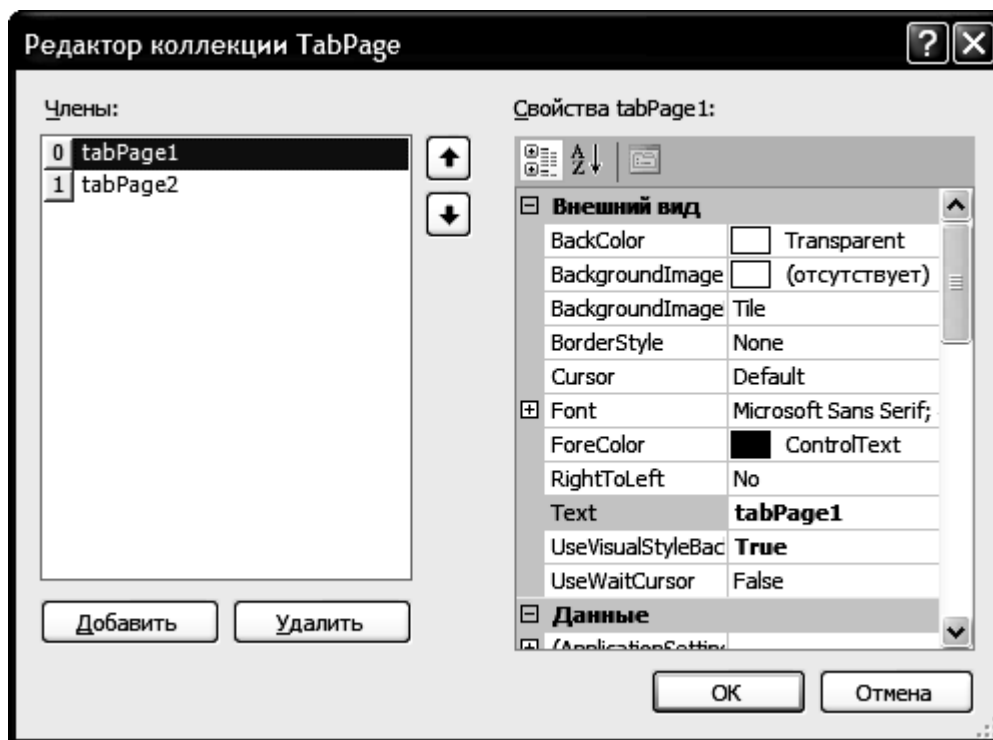 Редактор коллекции TabPage
Члены:
0 tabPage1
1 tabPage2
Добавить Удалить
Свойства tabPage1:
Внешний вид
BackColor Transparent
BackgroundImage (отсутствует)
BackgroundImage Tile
BorderStyle None
Cursor Default
Font Microsoft Sans Serif;
ForeColor ControlText
RightToLeft No
Text tabPage1
UseVisualStyleBac True
UseWaitCursor False
Данные
(ApplicationSettin
ОК Отмена